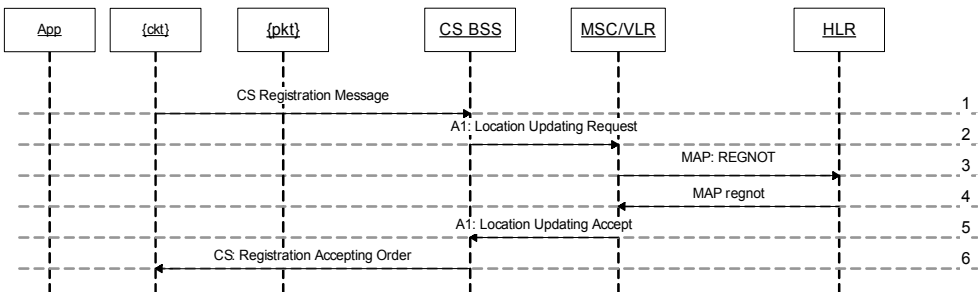 App
{ckt}
{pkt}
CS BSS
MSC/VLR
HLR
CS Registration Message
1
A1: Location Updating Request
2
MAP: REGNOT
3
MAP regnot
4
A1: Location Updating Accept
5
CS: Registration Accepting Order
6